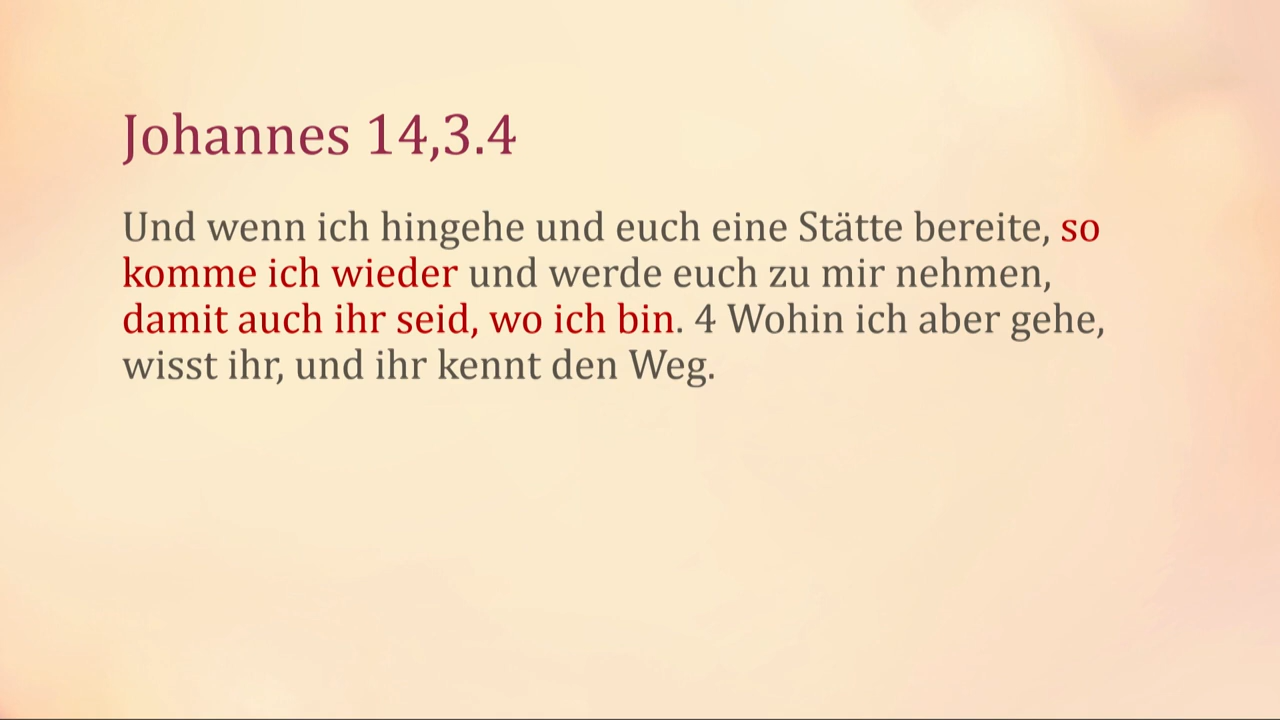 Johannes 14,3.4
Und wenn ich hingehe und euch eine Stätte bereite, so
komme ich wieder und werde euch zu mir nehmen,
damit auch ihr seid, wo ich bin. 4 Wohin ich aber gehe,
wisst ihr, und ihr kennt den Weg.